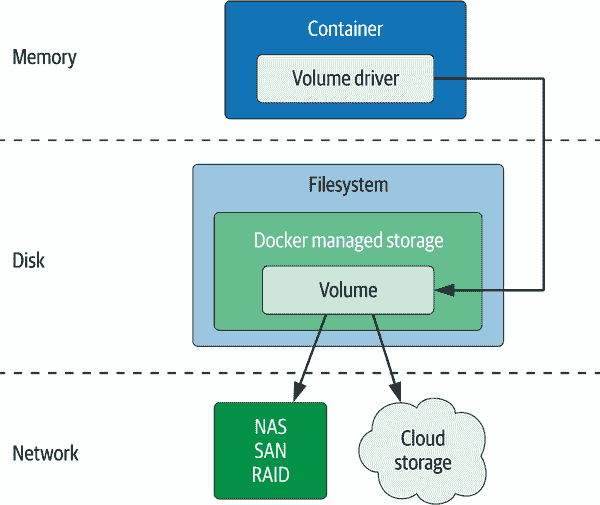 Memory
Container
Volume driver
Disk
Filesystem
Docker managed storage
Volume
Network
NAS
SAN
RAID
Cloud
storage